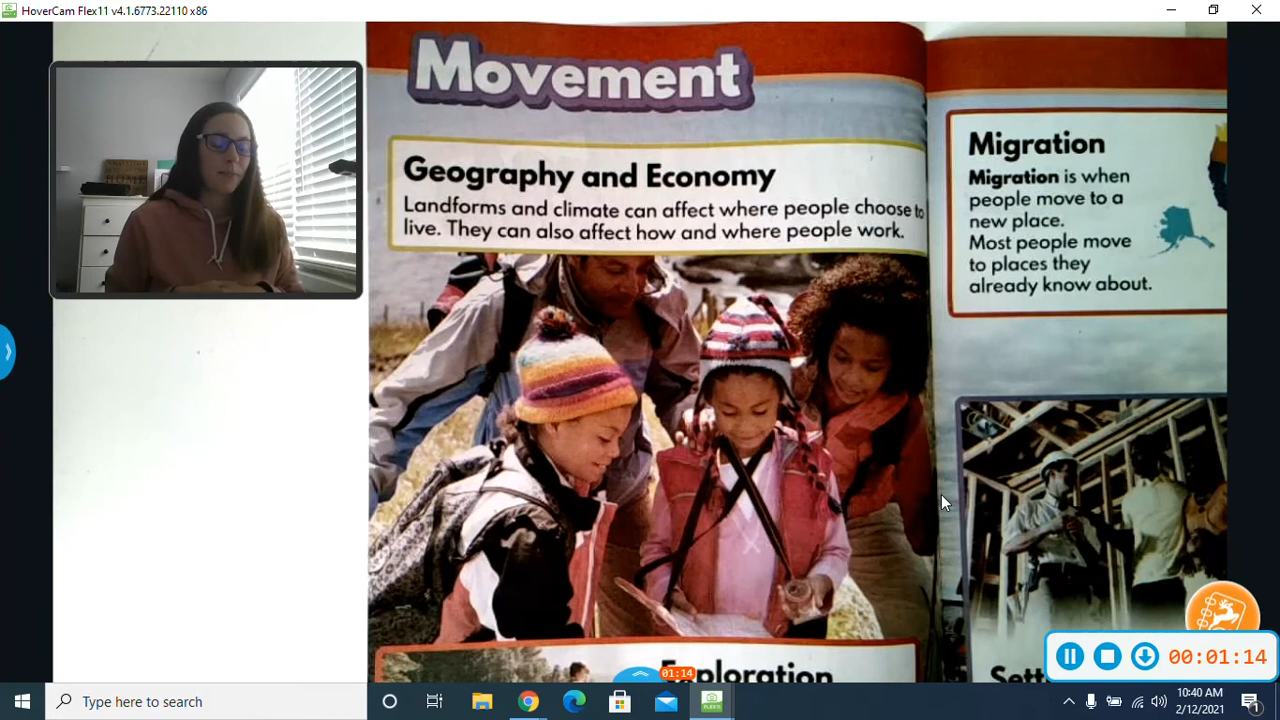 HoverCam Flex11 v4.1.6773.22110 x86
Movement
Geography and Economy
Landforms and climate can affect where people choose to
live. They can also affect how and where people work.
Migration
Migration is when
people move to a
new place.
Most people move
to places they
already know about.
Exploration
01:14
00:01:14
Type here to search
10:40 AM
2/12/2021
1